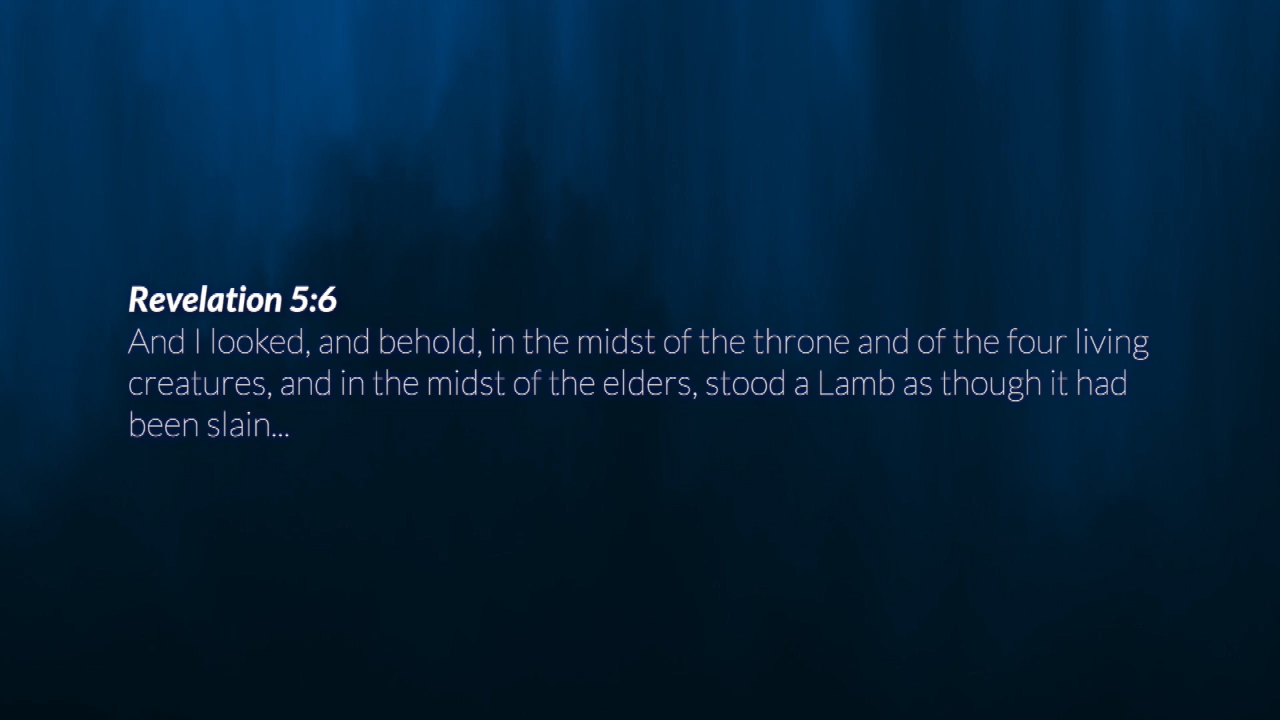 Revelation 5:6
And I looked, and behold, in the midst of the throne and of the four living
creatures, and in the midst of the elders, stood a Lamb as though it had
been slain...